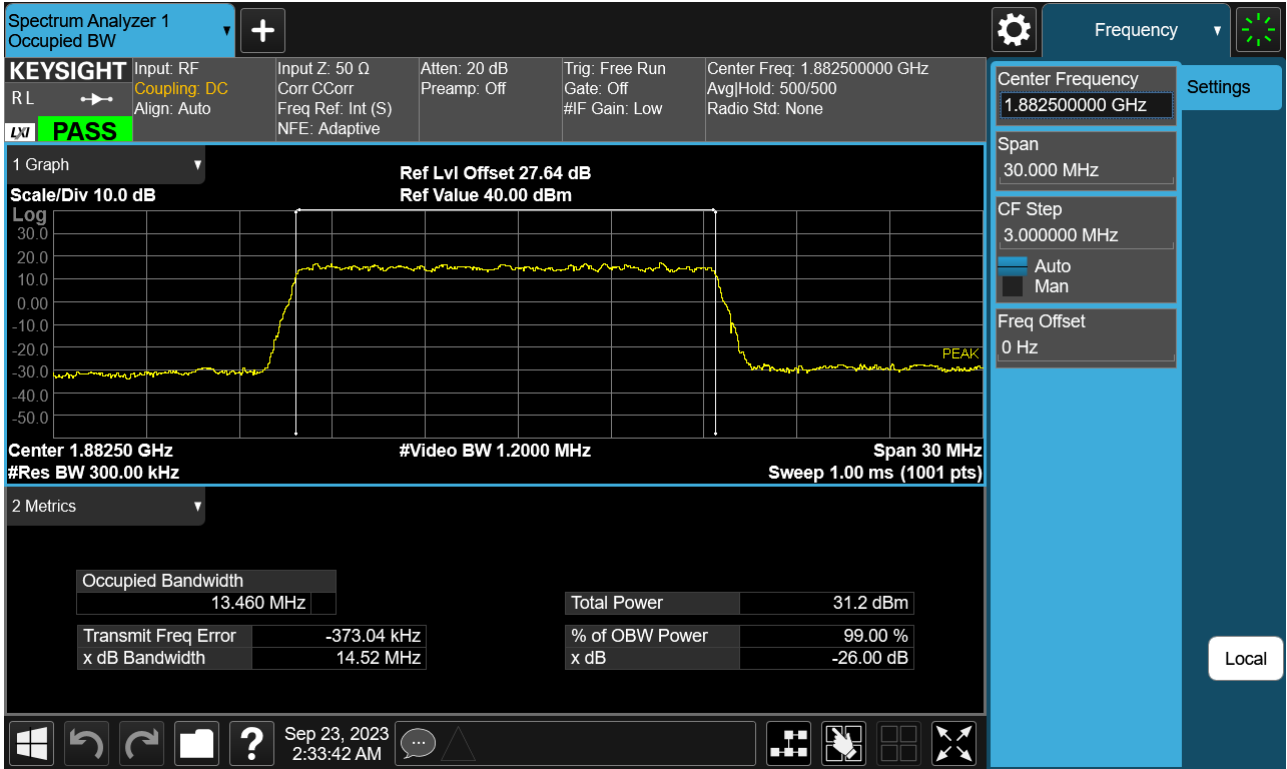 Spectrum Analyzer 1
Occupied BW
Frequency
KEYSIGHT
R L
LXI
PASS
Input: RF
Coupling: DC
Align: Auto
Input Z: 50 Ω
Corr CCorr
Freq Ref: Int (S)
NFE: Adaptive
Atten: 20 dB
Preamp: Off
Trig: Free Run
Gate: Off
#IF Gain: Low
Center Freq: 1.882500000 GHz
Avg|Hold: 500/500
Radio Std: None
Center Frequency
1.882500000 GHz
Settings
Span
30.000 MHz
CF Step
3.000000 MHz
Auto
Man
Freq Offset
0 Hz
Local
1 Graph
Scale/Div 10.0 dB
Ref Lvl Offset 27.64 dB
Ref Value 40.00 dBm
Log
30.0
20.0
10.0
0.00
-10.0
-20.0
-30.0
-40.0
-50.0
PEAK
Center 1.88250 GHz
#Video BW 1.2000 MHz
Span 30 MHz
#Res BW 300.00 kHz
Sweep 1.00 ms (1001 pts)
2 Metrics
Occupied Bandwidth
13.460 MHz
Total Power 31.2 dBm
Transmit Freq Error -373.04 kHz
% of OBW Power 99.00 %
x dB Bandwidth 14.52 MHz
x dB -26.00 dB
?
Sep 23, 2023
2:33:42 AM